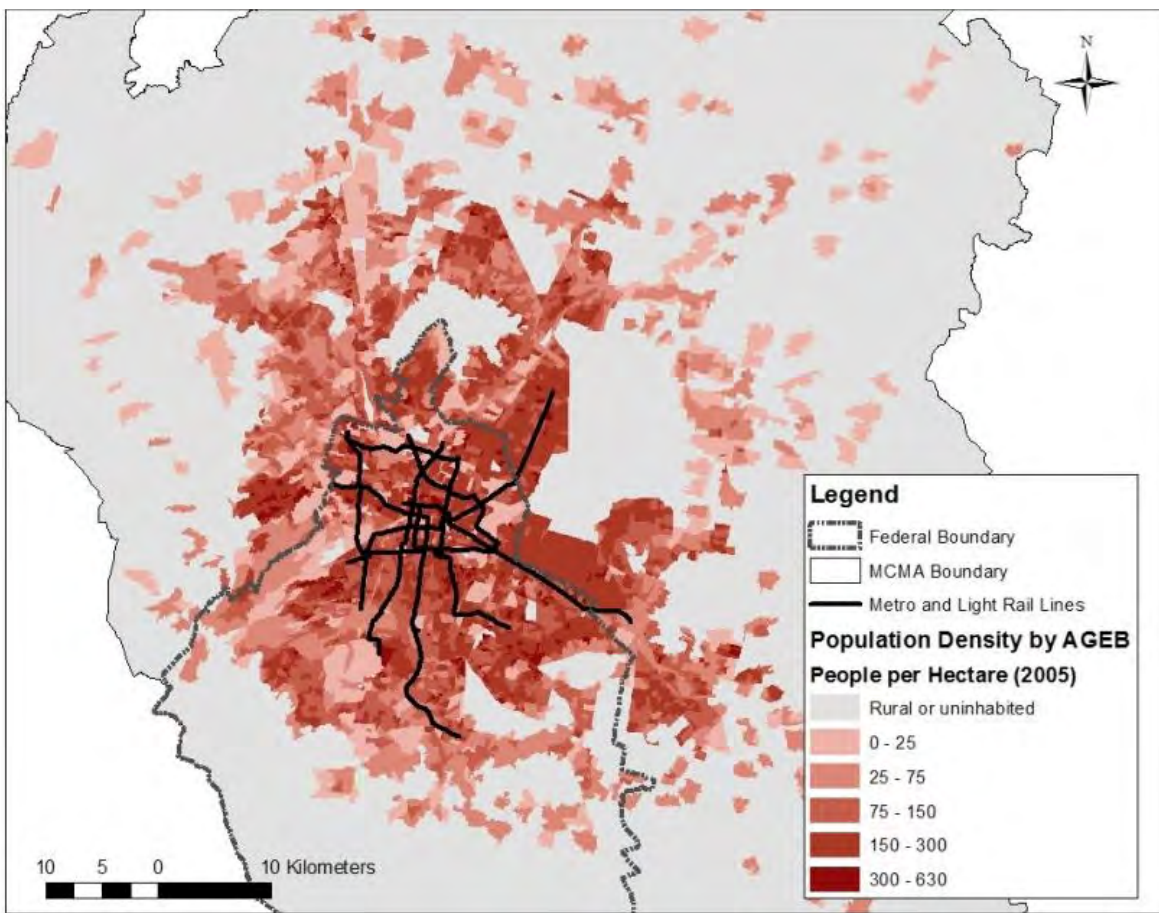 N
Legend
Federal Boundary
MCMA Boundary
Metro and Light Rail Lines
Population Density by AGEB
People per Hectare (2005)
Rural or uninhabited
0 - 25
25 - 75
75 - 150
150 - 300
300 - 630
10 5 0 10 Kilometers